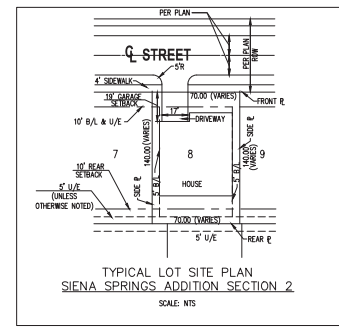 PER PLAN
PER PLAN
ROW
℄ STREET
5'R
4' SIDEWALK
19' GARAGE
SETBACK
70.00 (VARIES)
FRONT ⅊
17'
DRIVEWAY
10' B/L & U/E
7
8
9
140.00 (VARIES)
5' B/L
5' B/L
SIDE ⅊
140.00
(VARIES)
10' REAR
SETBACK
HOUSE
SIDE ⅊
5' U/E
(UNLESS
OTHERWISE NOTED)
70.00 (VARIES)
REAR ⅊
5' U/E
TYPICAL LOT SITE PLAN
SIENA SPRINGS ADDITION SECTION 2
SCALE: NTS